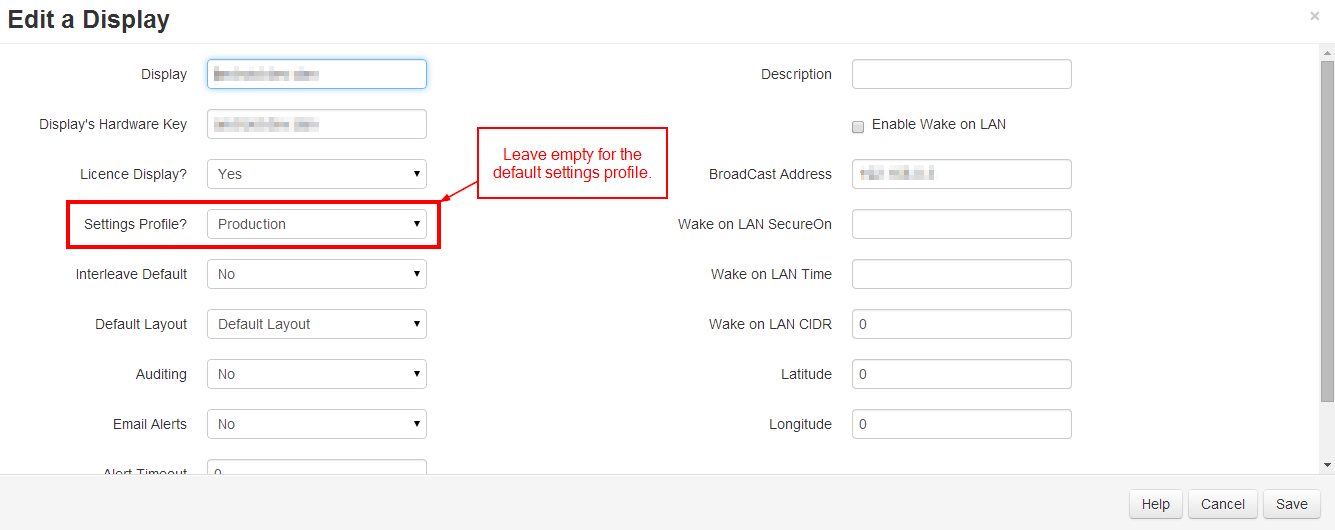 Edit a Display
×
Display
Description
Display's Hardware Key
Enable Wake on LAN
Leave empty for the
default settings profile.
Licence Display? Yes
BroadCast Address
Settings Profile? Production
Wake on LAN SecureOn
Interleave Default No
Wake on LAN Time
Default Layout Default Layout
Wake on LAN CIDR 0
Auditing No
Latitude 0
Email Alerts No
Longitude 0
Alert Timeout 0
Help Cancel Save